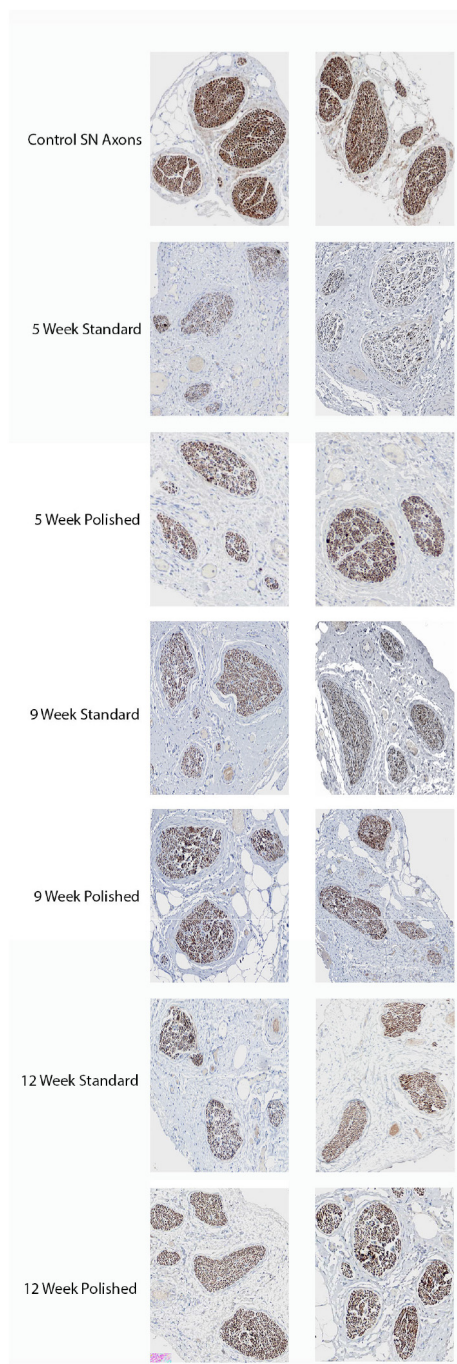 Control SN Axons
5 Week Standard
5 Week Polished
9 Week Standard
9 Week Polished
12 Week Standard
12 Week Polished